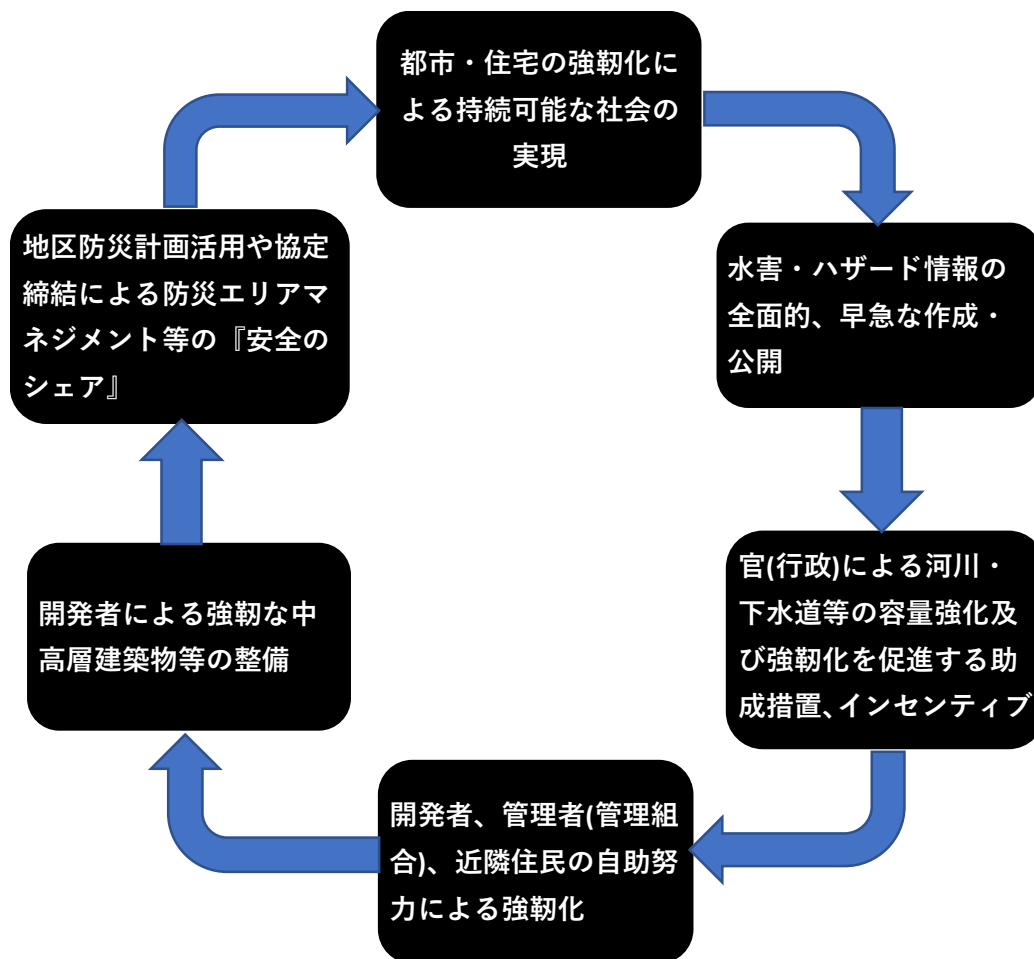 都市・住宅の強靭化に
よる持続可能な社会の
実現
水害・ハザード情報の
全面的、早急な作成・
公開
官(行政)による河川・
下水道等の容量強化及
び強靭化を促進する助
成措置、インセンティブ
開発者、管理者(管理組
合)、近隣住民の自助努
力による強靭化
開発者による強靭な中
高層建築物等の整備
地区防災計画活用や協定
締結による防災エリアマ
ネジメント等の『安全の
シェア』